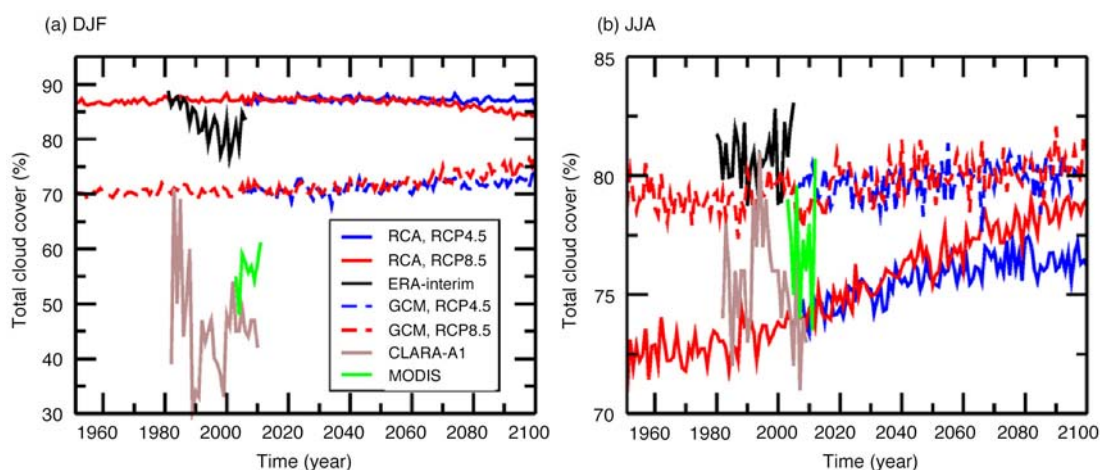 (a) DJF
(b) JJA
90
80
70
60
50
40
30
Total cloud cover (%)
1960 1980 2000 2020 2040 2060 2080 2100
Time (year)
RCA, RCP4.5
RCA, RCP8.5
ERA-interim
GCM, RCP4.5
GCM, RCP8.5
CLARA-A1
MODIS
85
80
75
70
Total cloud cover (%)
1960 1980 2000 2020 2040 2060 2080 2100
Time (year)